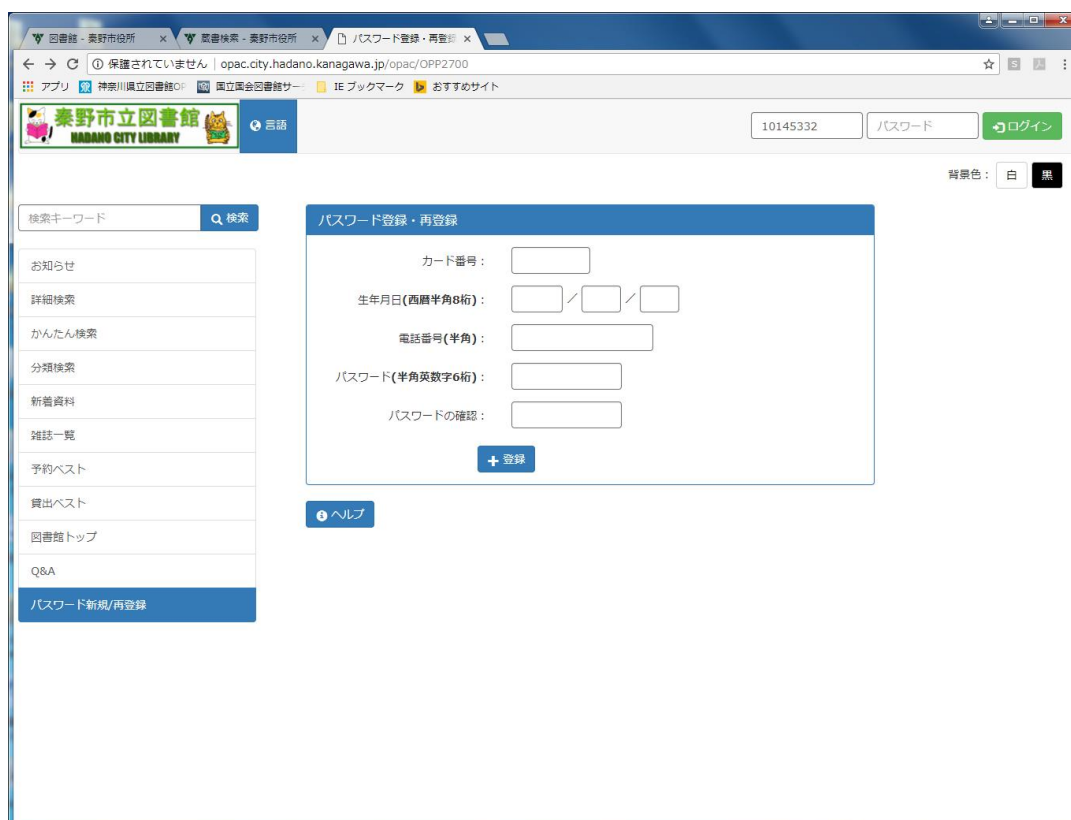 図書館 - 秦野市役所
蔵書検索 - 秦野市役所
パスワード登録・再登
保護されていません | opac.city.hadano.kanagawa.jp/opac/OPP2700
アプリ 神奈川県立図書館OP 国立国会図書館サー IE ブックマーク おすすめサイト
秦野市立図書館
HADANO CITY LIBRARY
言語
10145332 パスワード ログイン
背景色： 白 黒
検索キーワード 検索
お知らせ
詳細検索
かんたん検索
分類検索
新着資料
雑誌一覧
予約ベスト
貸出ベスト
図書館トップ
Q&A
パスワード新規/再登録
パスワード登録・再登録
カード番号：
生年月日(西暦半角8桁)： ／ ／
電話番号(半角)：
パスワード(半角英数字6桁)：
パスワードの確認：
登録
ヘルプ